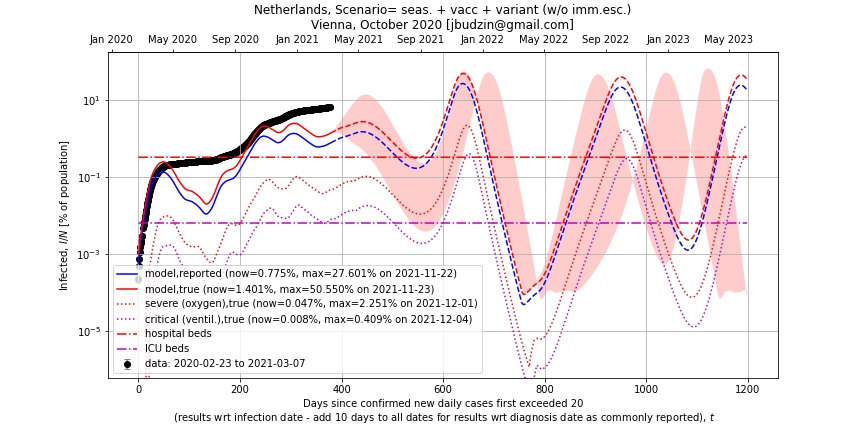 Netherlands, Scenario= seas. + vacc + variant (w/o imm.esc.)
Vienna, October 2020 [jbudzin@gmail.com]
Jan 2020 May 2020 Sep 2020 Jan 2021 May 2021 Sep 2021 Jan 2022 May 2022 Sep 2022 Jan 2023 May 2023
Infected, I/N [% of population]
10¹
10⁻¹
10⁻³
10⁻⁵
model,reported (now=0.775%, max=27.601% on 2021-11-22)
model,true (now=1.401%, max=50.550% on 2021-11-23)
severe (oxygen),true (now=0.047%, max=2.251% on 2021-12-01)
critical (ventil.),true (now=0.008%, max=0.409% on 2021-12-04)
hospital beds
ICU beds
data: 2020-02-23 to 2021-03-07
0 200 400 600 800 1000 1200
Days since confirmed new daily cases first exceeded 20
(results wrt infection date - add 10 days to all dates for results wrt diagnosis date as commonly reported), t